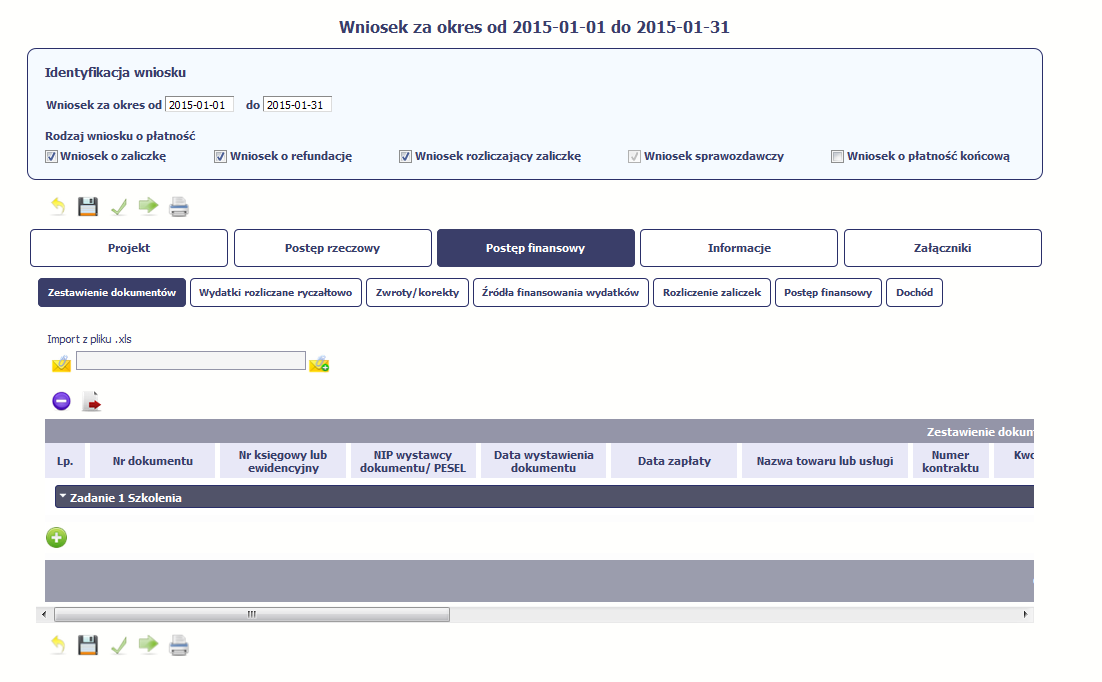 Wniosek za okres od 2015-01-01 do 2015-01-31
Identyfikacja wniosku
Wniosek za okres od 2015-01-01 do 2015-01-31
Rodzaj wniosku o płatność
Wniosek o zaliczkę Wniosek o refundację Wniosek rozliczający zaliczkę Wniosek sprawozdawczy Wniosek o płatność końcową
Projekt Postęp rzeczowy Postęp finansowy Informacje Załączniki
Zestawienie dokumentów Wydatki rozliczane ryczałtowo Zwroty/korekty Źródła finansowania wydatków Rozliczenie zaliczek Postęp finansowy Dochód
Import z pliku .xls
Zestawienie dokum
Lp. Nr dokumentu Nr księgowy lub ewidencyjny NIP wystawcy dokumentu/ PESEL Data wystawienia dokumentu Data zapłaty Nazwa towaru lub usługi Numer kontraktu Kwo
Zadanie 1 Szkolenia